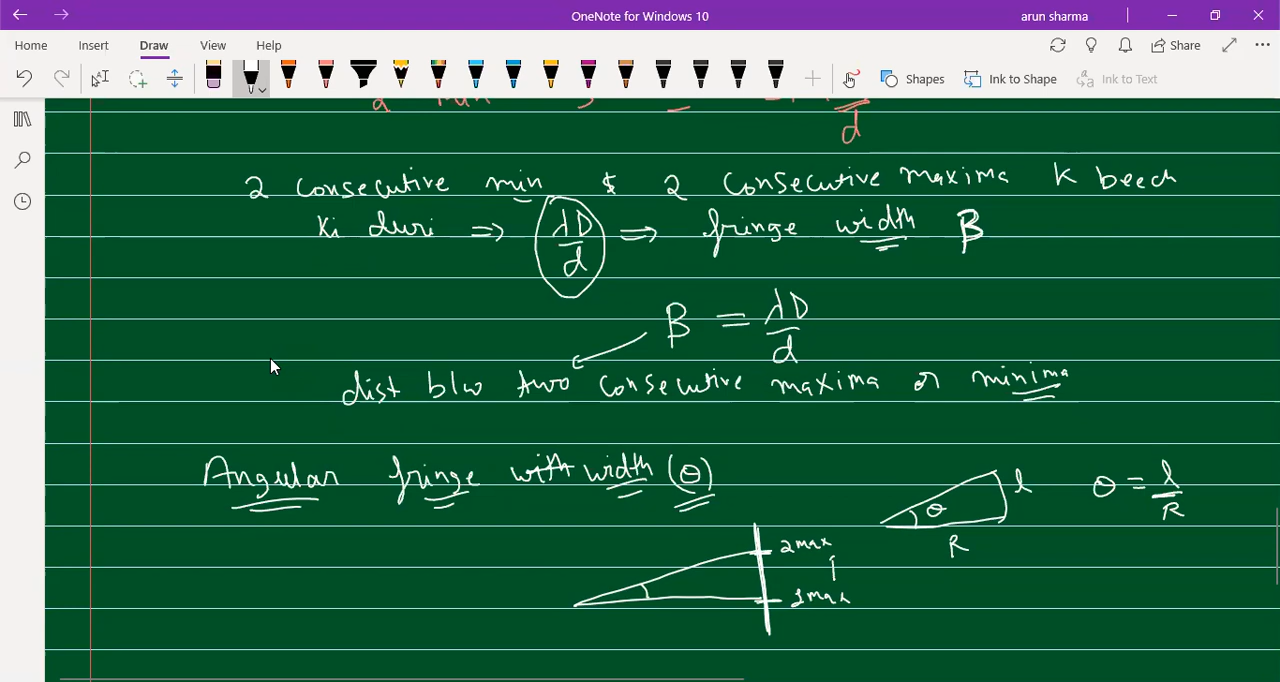 OneNote for Windows 10
arun sharma
Home Insert Draw View Help
Share
Shapes Ink to Shape Ink to Text
d
2 consecutive min & 2 consecutive maxima k beech
ki duri ⇒ λD/d ⇒ fringe width β
β = λD/d
dist b/w two consecutive maxima or minima
Angular fringe width (θ)
θ l R
θ = l/R
2max
1max